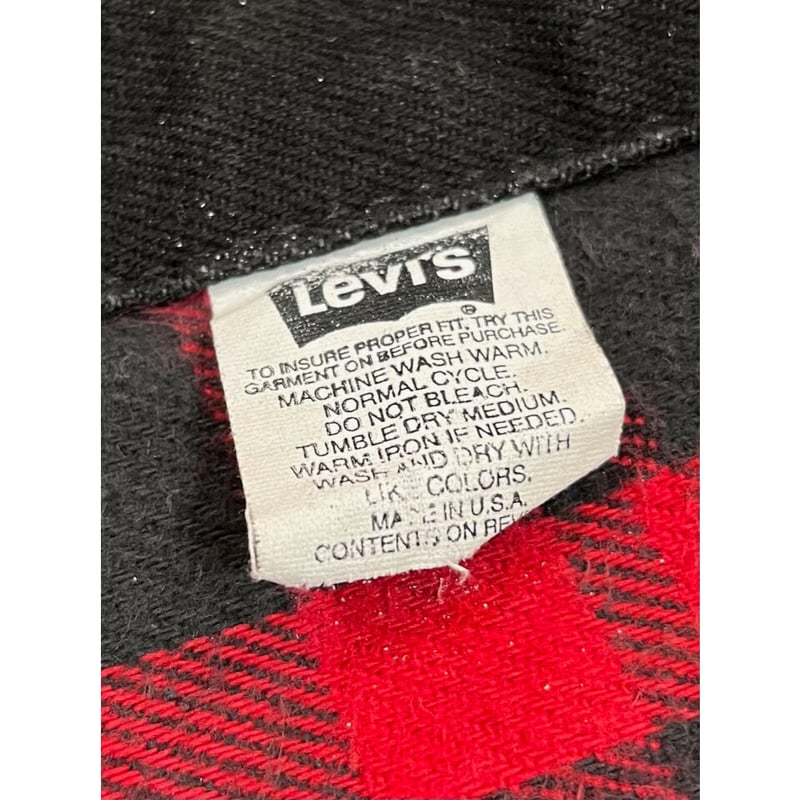 Levi's
®
TO INSURE PROPER FIT, TRY THIS
GARMENT ON BEFORE PURCHASE.
MACHINE WASH WARM.
NORMAL CYCLE.
DO NOT BLEACH.
TUMBLE DRY MEDIUM.
WARM IRON IF NEEDED.
WASH AND DRY WITH
LIKE COLORS.
MADE IN U.S.A.
CONTENTS ON